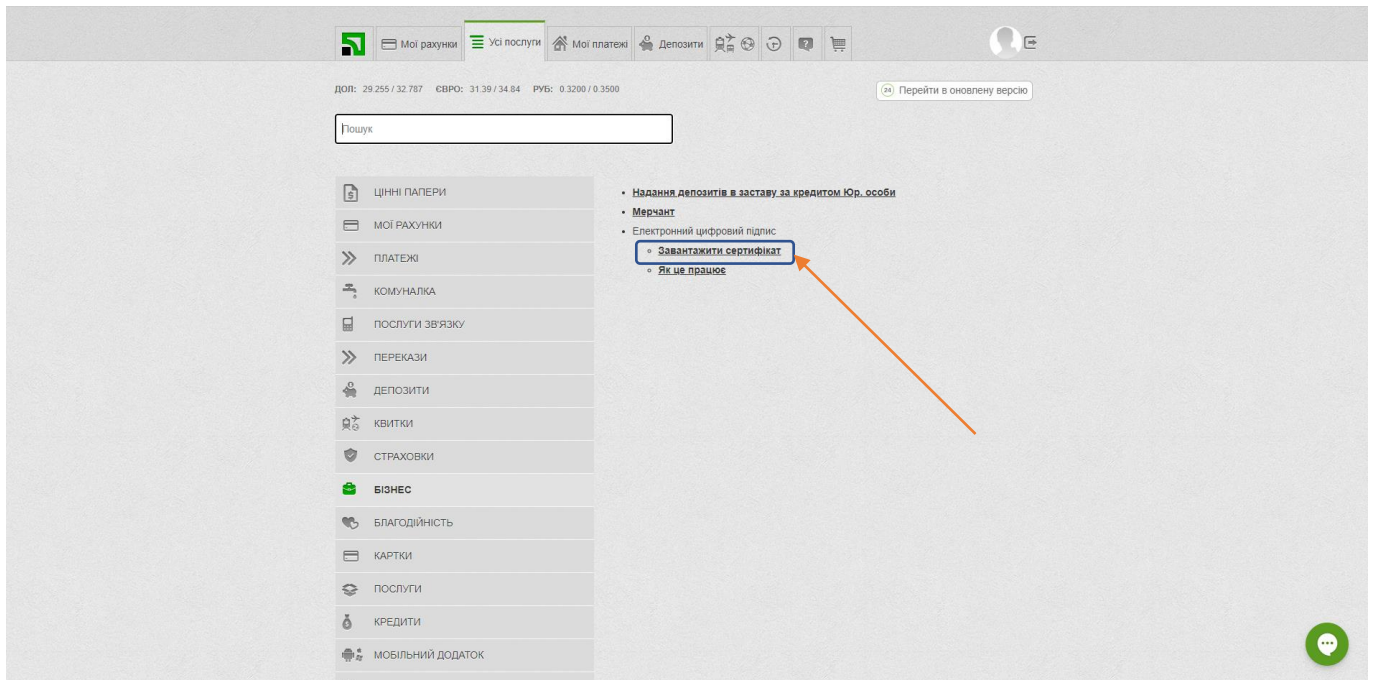 Мої рахунки Усі послуги Мої платежі Депозити
ДОЛ: 29.255 / 32.787 ЄВРО: 31.39 / 34.84 РУБ: 0.3200 / 0.3500
24 Перейти в оновлену версію
Пошук
ЦІННІ ПАПЕРИ
МОЇ РАХУНКИ
ПЛАТЕЖІ
КОМУНАЛКА
ПОСЛУГИ ЗВ'ЯЗКУ
ПЕРЕКАЗИ
ДЕПОЗИТИ
КВИТКИ
СТРАХОВКИ
БІЗНЕС
БЛАГОДІЙНІСТЬ
КАРТКИ
ПОСЛУГИ
КРЕДИТИ
МОБІЛЬНИЙ ДОДАТОК
Надання депозитів в заставу за кредитом Юр. особи
Мерчант
Електронний цифровий підпис
Завантажити сертифікат
Як це працює